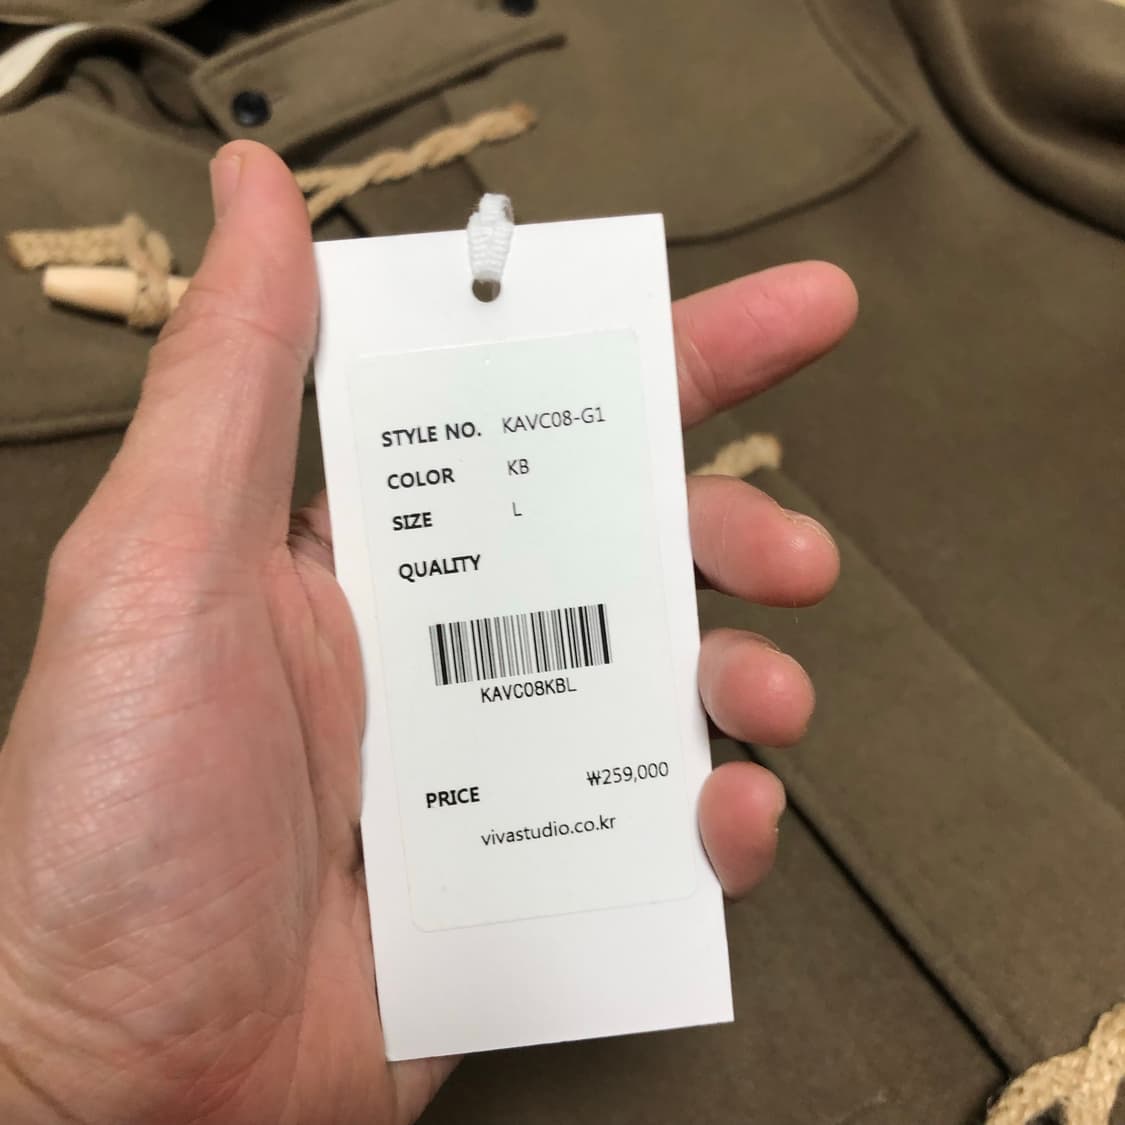 STYLE NO. KAVC08-G1
COLOR KB
SIZE L
QUALITY
KAVC08KBL
PRICE ₩259,000
vivastudio.co.kr